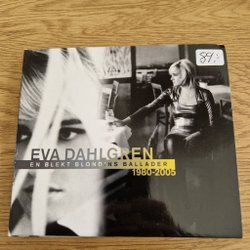 EVA DAHLGREN
EN BLEKT BLONDINS BALLADER
1980-2005